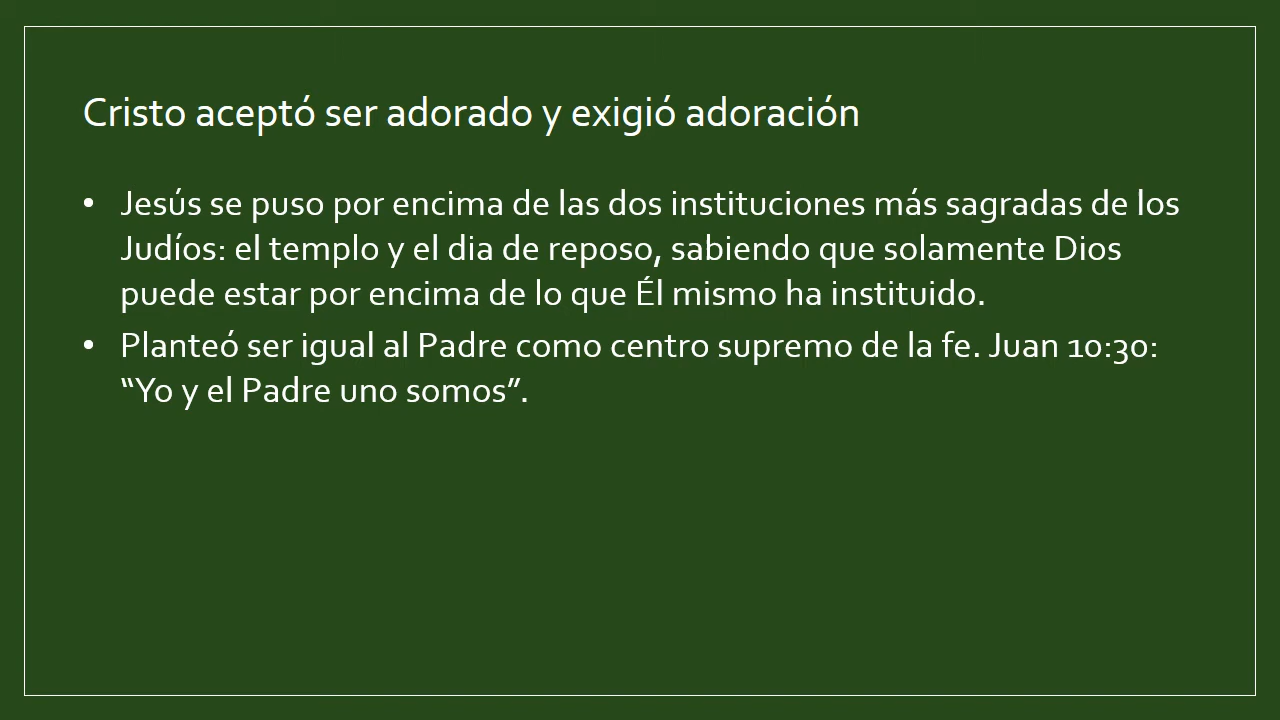 Cristo aceptó ser adorado y exigió adoración
• Jesús se puso por encima de las dos instituciones más sagradas de los
Judíos: el templo y el dia de reposo, sabiendo que solamente Dios
puede estar por encima de lo que Él mismo ha instituido.
• Planteó ser igual al Padre como centro supremo de la fe. Juan 10:30:
“Yo y el Padre uno somos”.